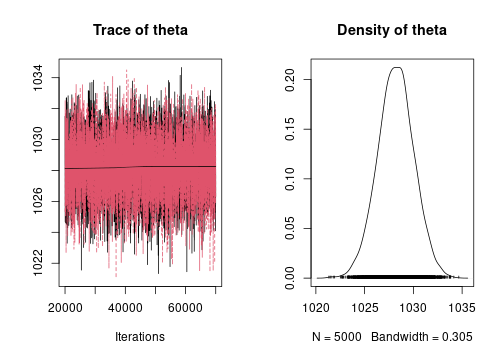 Trace of theta
1022 1026 1030 1034
20000 40000 60000
Iterations
Density of theta
0.00 0.05 0.10 0.15 0.20
1020 1025 1030 1035
N = 5000 Bandwidth = 0.305